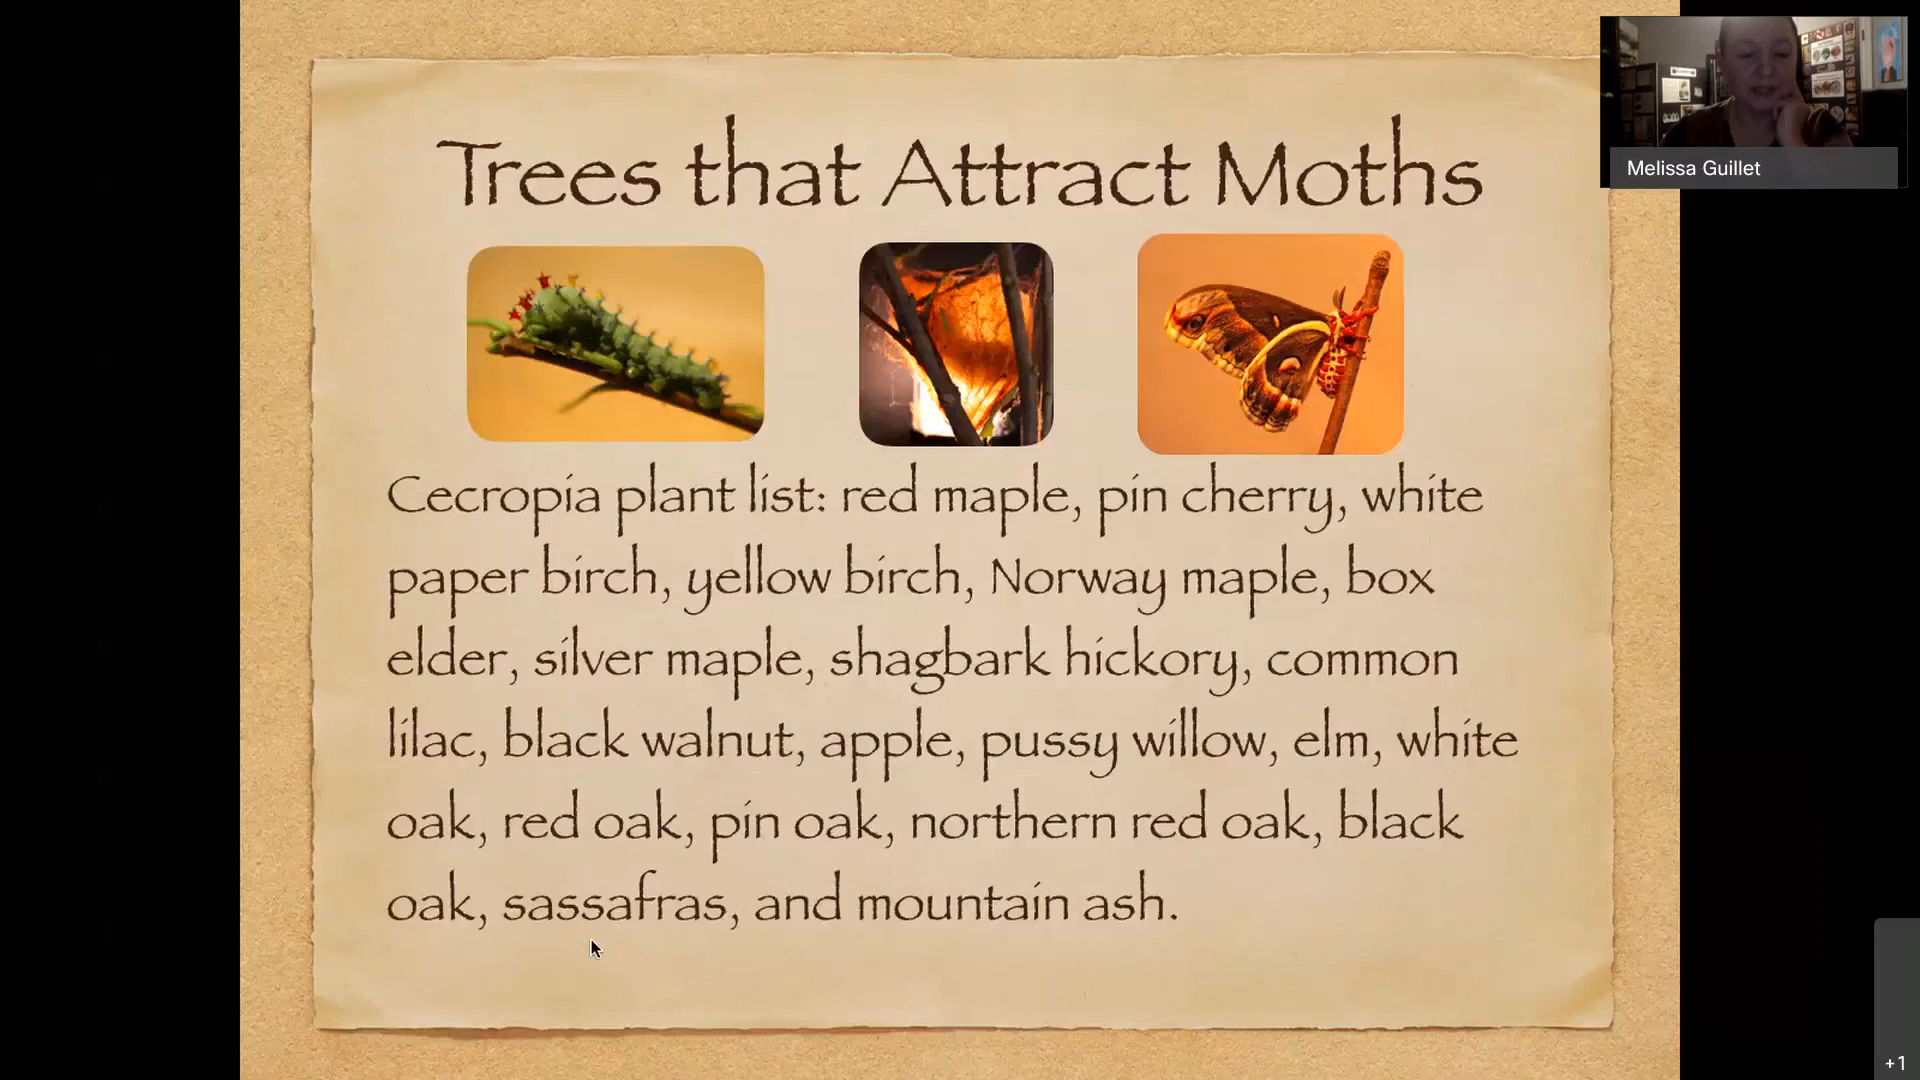 Trees that Attract Moths
Melissa Guillet
Cecropia plant list: red maple, pin cherry, white
paper birch, yellow birch, Norway maple, box
elder, silver maple, shagbark hickory, common
lilac, black walnut, apple, pussy willow, elm, white
oak, red oak, pin oak, northern red oak, black
oak, sassafras, and mountain ash.
+1